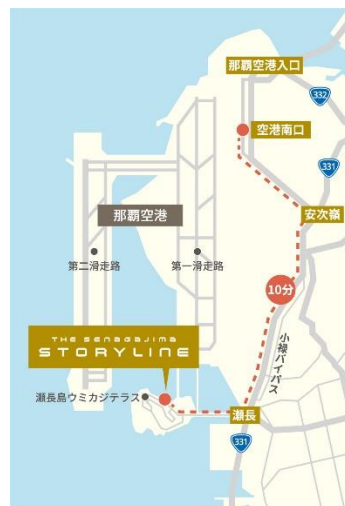 那覇空港入口
332
空港南口
331
安次嶺
那覇空港
第二滑走路
第一滑走路
10分
小禄バイパス
THE SENAGAJIMA
STORYLINE
瀬長島ウミカジテラス
瀬長
331